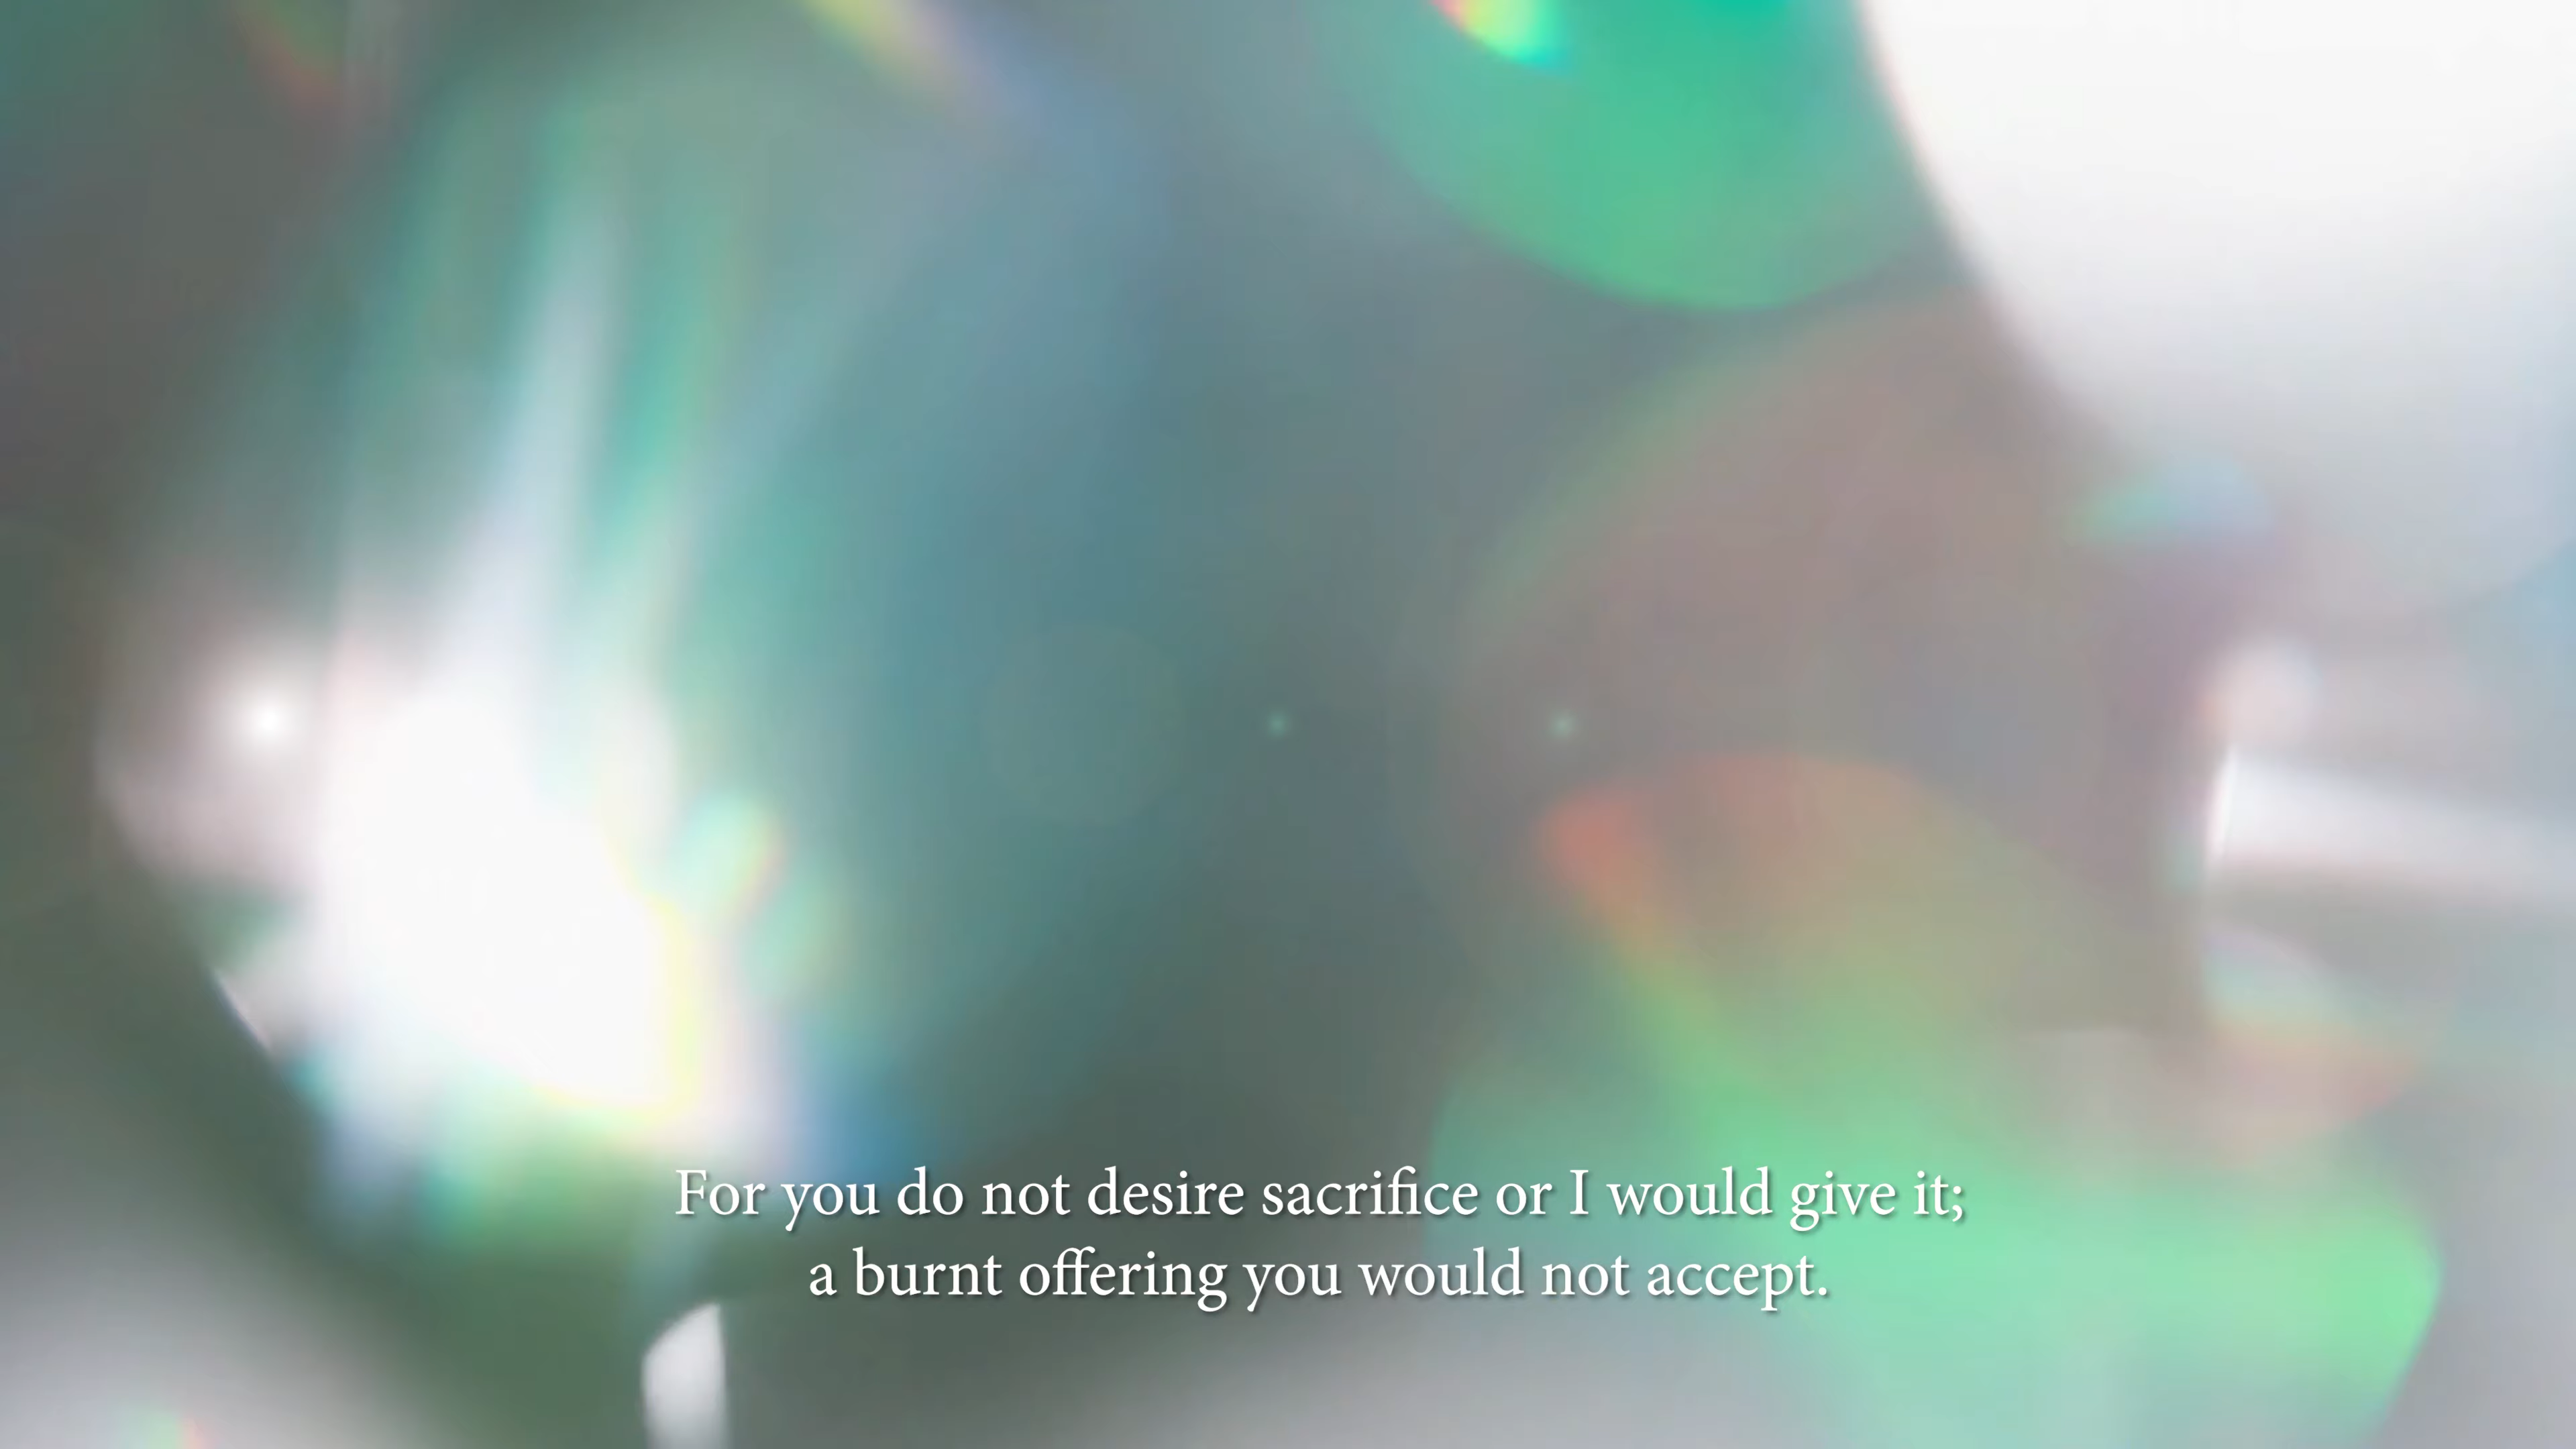 For you do not desire sacrifice or I would give it;
a burnt offering you would not accept.